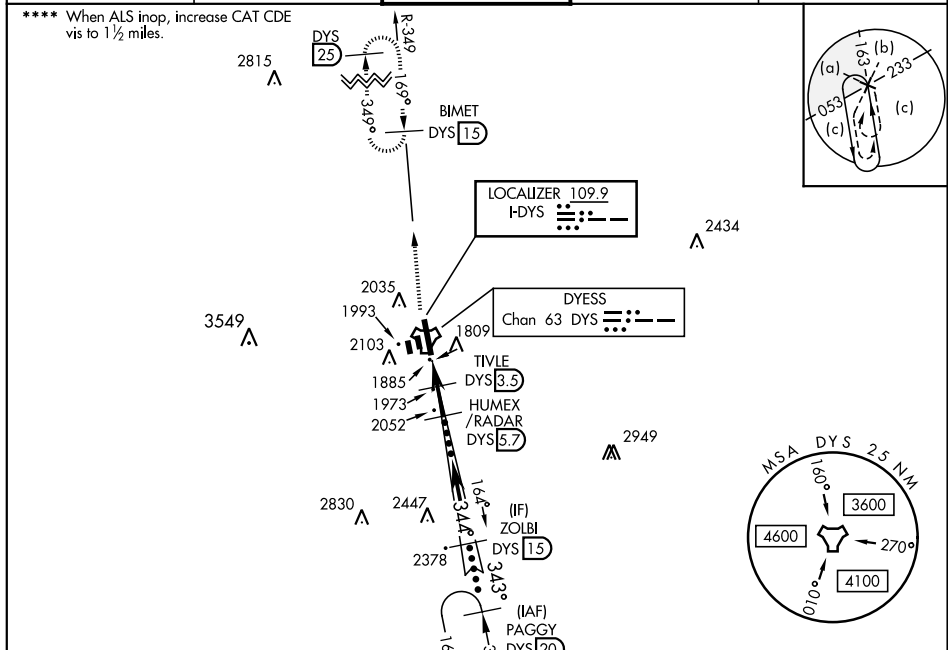 **** When ALS inop, increase CAT CDE
vis to 1½ miles.
DYS
25
R-349
2815
349°
169°
BIMET
DYS 15
(a)
163
(b)
233
053
(c)
(c)
LOCALIZER 109.9
I-DYS
2434
2035
1993
DYESS
Chan 63 DYS
3549
2103
1809
TIVLE
DYS 3.5
1885
1973
HUMEX
/RADAR
DYS 5.7
2052
2949
MSA DYS 25 NM
160°
3600
4600
270°
4100
010°
2830
2447
164°
344°
(IF)
ZOLBI
DYS 15
2378
343°
(IAF)
PAGGY
DYS 20